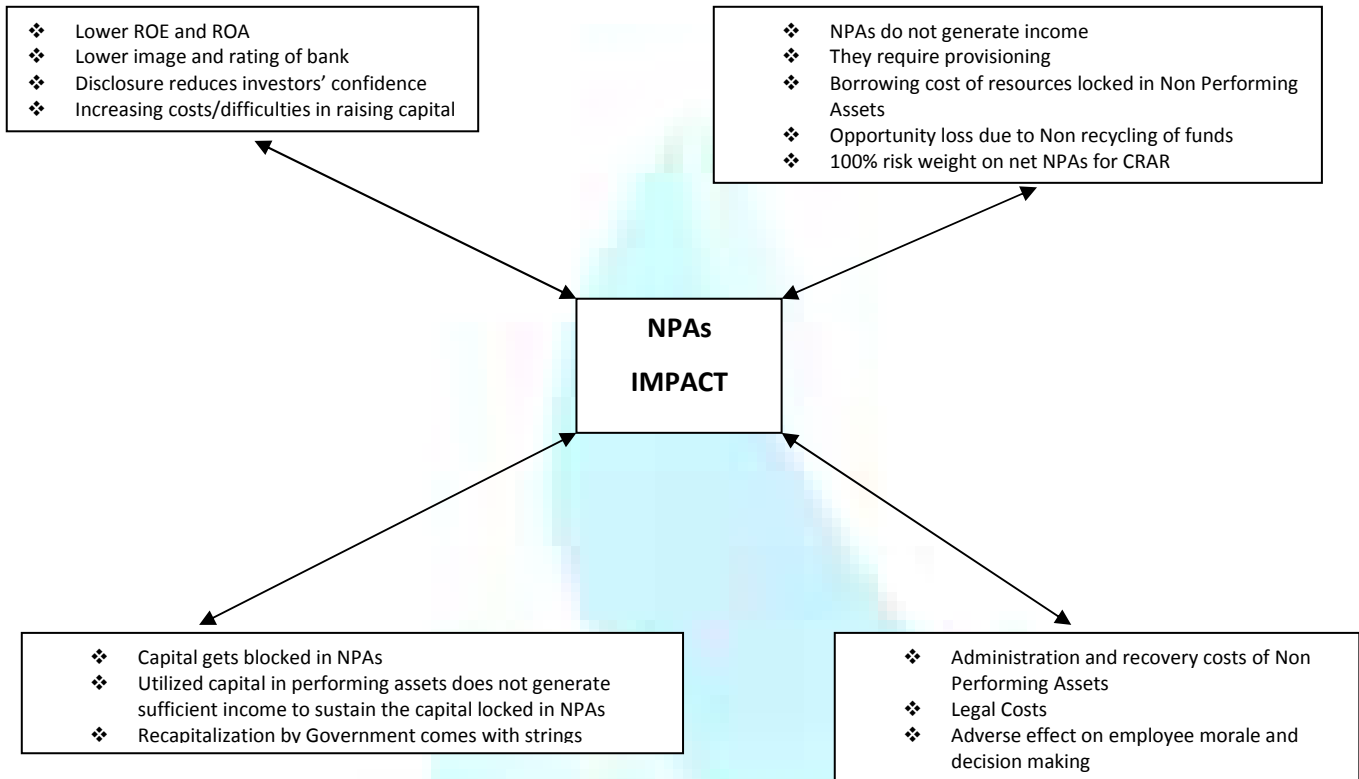 ❖ Lower ROE and ROA
❖ Lower image and rating of bank
❖ Disclosure reduces investors’ confidence
❖ Increasing costs/difficulties in raising capital
❖ NPAs do not generate income
❖ They require provisioning
❖ Borrowing cost of resources locked in Non Performing
Assets
❖ Opportunity loss due to Non recycling of funds
❖ 100% risk weight on net NPAs for CRAR
NPAs
IMPACT
❖ Capital gets blocked in NPAs
❖ Utilized capital in performing assets does not generate
sufficient income to sustain the capital locked in NPAs
❖ Recapitalization by Government comes with strings
❖ Administration and recovery costs of Non
Performing Assets
❖ Legal Costs
❖ Adverse effect on employee morale and
decision making